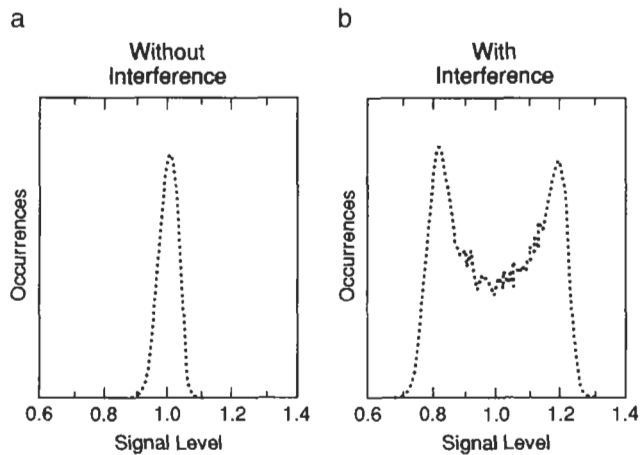 a
Without
Interference
Occurrences
0.6 0.8 1.0 1.2 1.4
Signal Level
b
With
Interference
Occurrences
0.6 0.8 1.0 1.2 1.4
Signal Level